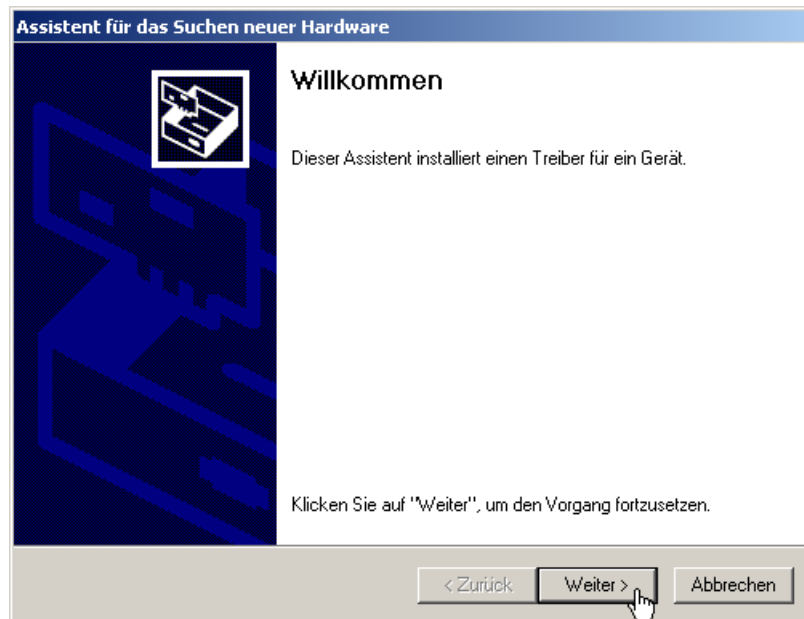 Assistent für das Suchen neuer Hardware
Willkommen
Dieser Assistent installiert einen Treiber für ein Gerät.
Klicken Sie auf "Weiter", um den Vorgang fortzusetzen.
< Zurück Weiter > Abbrechen